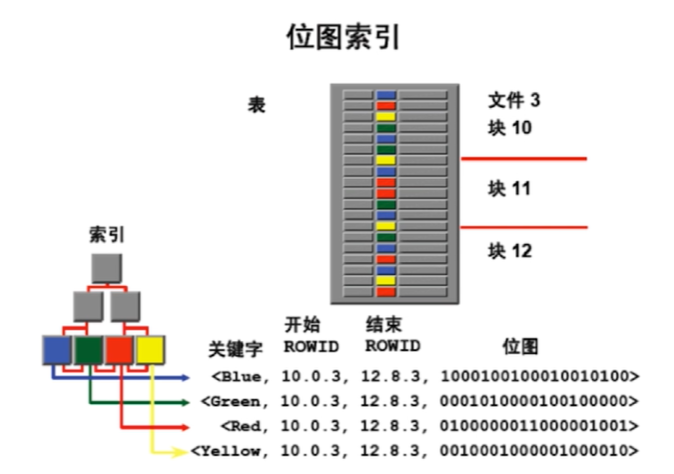 位图索引
表
文件 3
块 10
块 11
块 12
索引
关键字
开始
ROWID
结束
ROWID
位图
<Blue, 10.0.3, 12.8.3, 1000100100010010100>
<Green, 10.0.3, 12.8.3, 0001010000100100000>
<Red, 10.0.3, 12.8.3, 0100000011000001001>
<Yellow, 10.0.3, 12.8.3, 0010001000001000010>